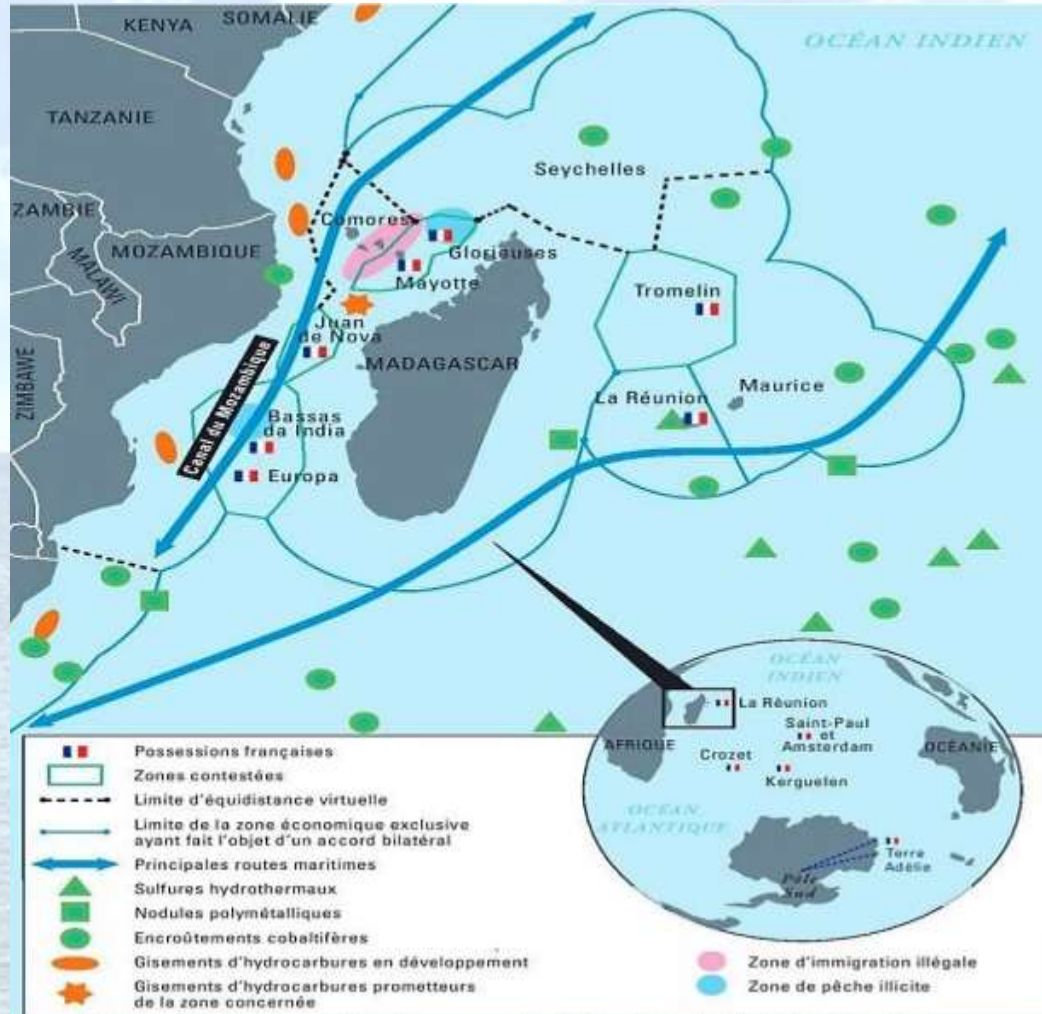 KENYA
SOMALIE
OCÉAN INDIEN
TANZANIE
Seychelles
ZAMBIE
MALAWI
MOZAMBIQUE
Comores
Glorieuses
Mayotte
Tromelin
Juan
de Nova
MADAGASCAR
ZIMBAWE
Canal du Mozambique
La Réunion
Maurice
Bassas
da India
Europa
OCÉAN
INDIEN
La Réunion
AFRIQUE
Saint-Paul
et
Amsterdam
OCÉANIE
Crozet
Kerguelen
OCÉAN
ATLANTIQUE
Terre
Adélie
Pôle
Sud
Possessions françaises
Zones contestées
Limite d'équidistance virtuelle
Limite de la zone économique exclusive
ayant fait l'objet d'un accord bilatéral
Principales routes maritimes
Sulfures hydrothermaux
Nodules polymétalliques
Encroûtements cobaltifères
Gisements d'hydrocarbures en développement
Gisements d'hydrocarbures prometteurs
de la zone concernée
Zone d'immigration illégale
Zone de pêche illicite